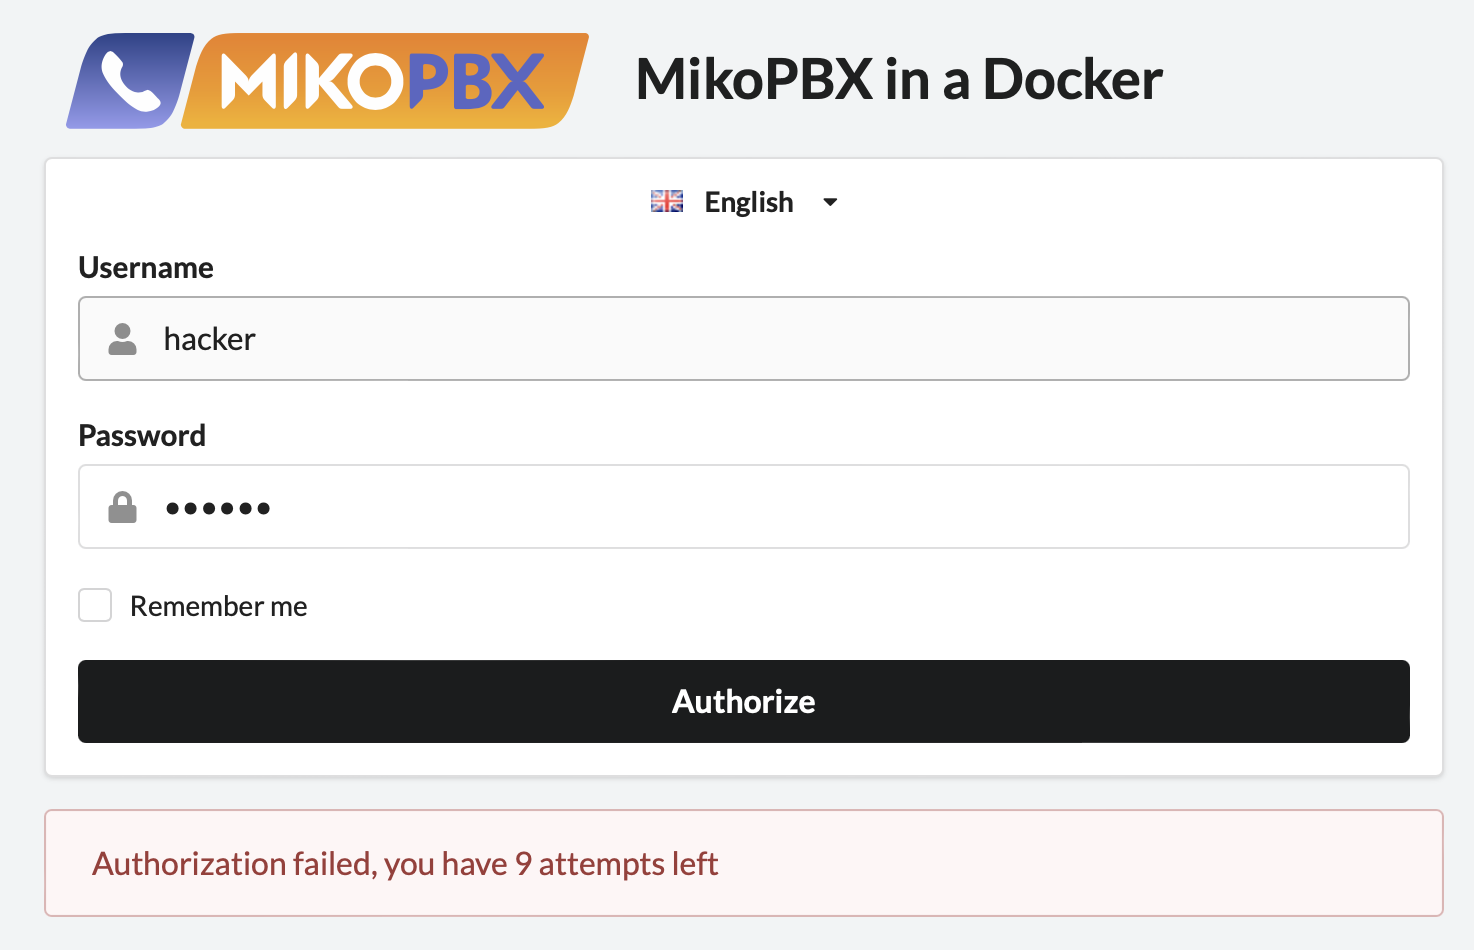 MIKOPBX
MikoPBX in a Docker
English
Username
hacker
Password
••••••
Remember me
Authorize
Authorization failed, you have 9 attempts left